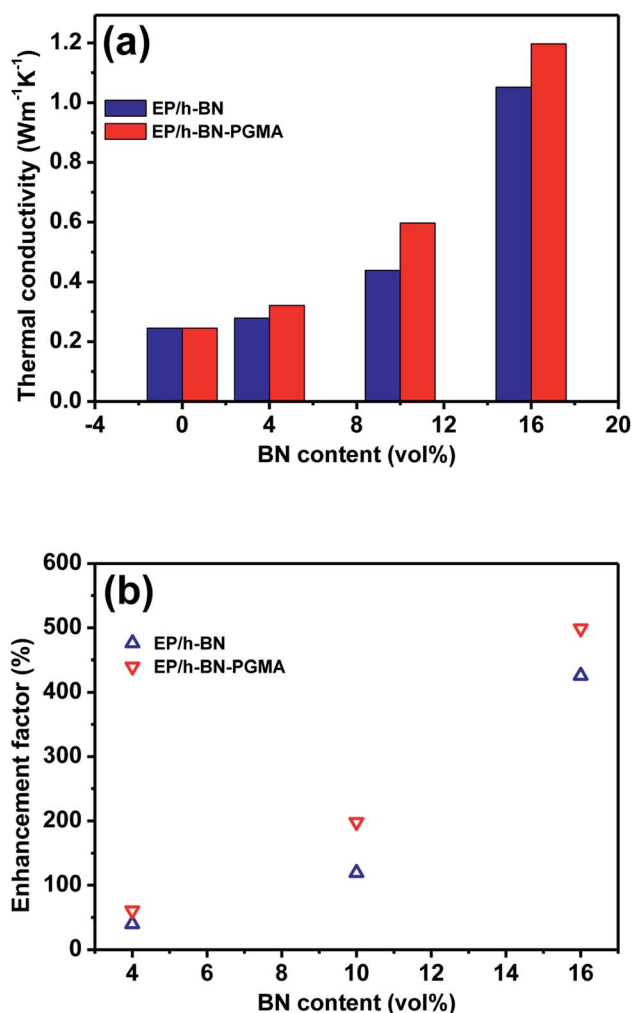 (a)
1.2
1.0
0.8
0.6
0.4
0.2
0.0
Thermal conductivity (Wm⁻¹K⁻¹)
EP/h-BN
EP/h-BN-PGMA
-4 0 4 8 12 16 20
BN content (vol%)
(b)
600
500
400
300
200
100
0
Enhancement factor (%)
EP/h-BN
EP/h-BN-PGMA
4 6 8 10 12 14 16
BN content (vol%)